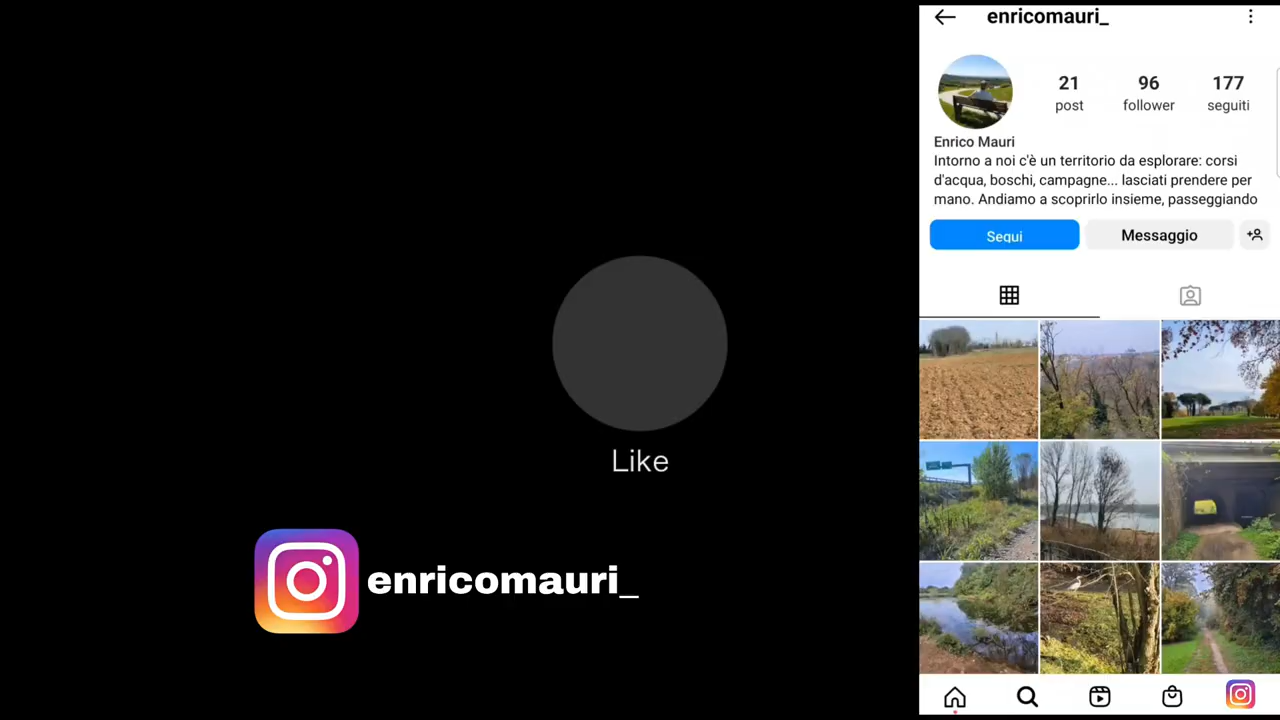 Like
enricomauri_
enricomauri_
21
post
96
follower
177
seguiti
Enrico Mauri
Intorno a noi c'è un territorio da esplorare: corsi
d'acqua, boschi, campagne... lasciati prendere per
mano. Andiamo a scoprirlo insieme, passeggiando
Segui
Messaggio